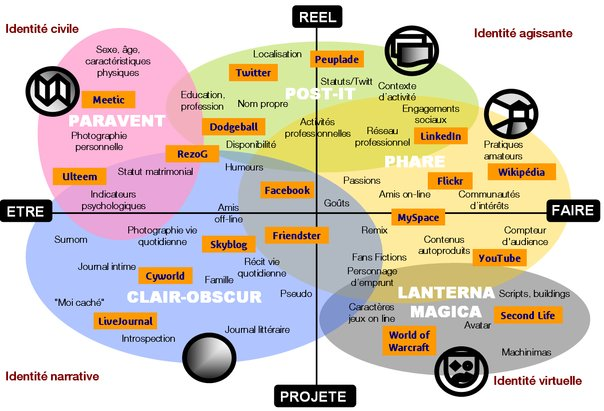 REEL
Identité civile
Identité agissante
Sexe, âge,
caractéristiques
physiques
Localisation
Peuplade
Twitter
Statuts/Twitt
Contexte
d'activité
Meetic
Education,
profession
POST-IT
Nom propre
Engagements
sociaux
PARAVENT
Dodgeball
Activités
professionnelles
Réseau
professionnel
LinkedIn
Photographie
personnelle
Disponibilité
Pratiques
amateurs
RezoG
PHARE
Humeurs
Statut matrimonial
Ulteem
Wikipédia
Passions
Flickr
Facebook
Indicateurs
psychologiques
Amis on-line
Communautés
d'intérêts
Goûts
ETRE
FAIRE
Amis
off-line
MySpace
Photographie vie
quotidienne
Surnom
Friendster
Remix
Compteur
d'audience
Skyblog
Contenus
autoproduits
YouTube
Journal intime
Récit vie
quotidienne
Fans Fictions
Cyworld
Famille
Personnage
d'emprunt
CLAIR-OBSCUR
Pseudo
LANTERNA
MAGICA
Scripts, buildings
"Moi caché"
Caractères
jeux on line
Second Life
LiveJournal
Avatar
Journal littéraire
World of
Warcraft
Introspection
Machinimas
Identité narrative
Identité virtuelle
PROJETE